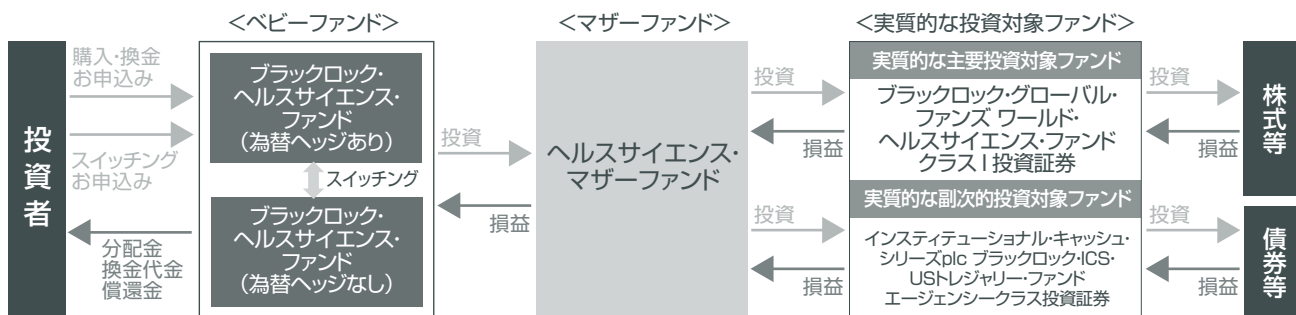 ＜ベビーファンド＞
＜マザーファンド＞
＜実質的な投資対象ファンド＞
投資者
購入・換金
お申込み
スイッチング
お申込み
分配金
換金代金
償還金
ブラックロック・
ヘルスサイエンス・
ファンド
（為替ヘッジあり）
スイッチング
ブラックロック・
ヘルスサイエンス・
ファンド
（為替ヘッジなし）
投資
損益
ヘルスサイエンス・
マザーファンド
投資
損益
投資
損益
実質的な主要投資対象ファンド
ブラックロック・グローバル・
ファンズ ワールド・
ヘルスサイエンス・ファンド
クラスI 投資証券
実質的な副次的投資対象ファンド
インスティテューショナル・キャッシュ・
シリーズplc ブラックロック・ICS・
USトレジャリー・ファンド
エージェンシークラス投資証券
投資
損益
投資
損益
株式等
債券等